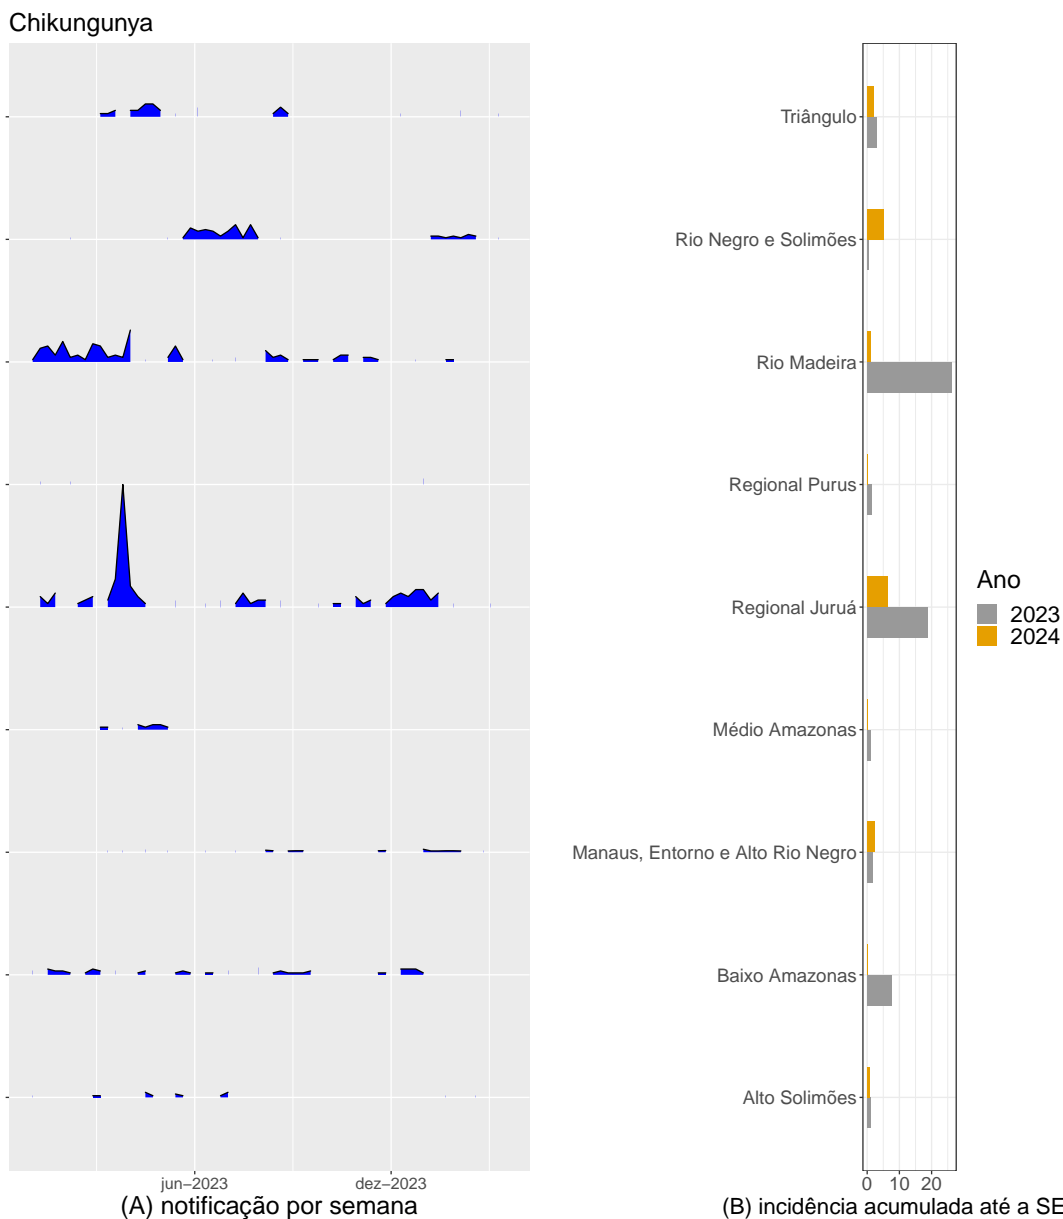 Chikungunya
Triângulo
Rio Negro e Solimões
Rio Madeira
Regional Purus
Regional Juruá
Médio Amazonas
Manaus, Entorno e Alto Rio Negro
Baixo Amazonas
Alto Solimões
Ano
2023
2024
jun−2023
dez−2023
(A) notificação por semana
0
10
20
(B) incidência acumulada até a SE